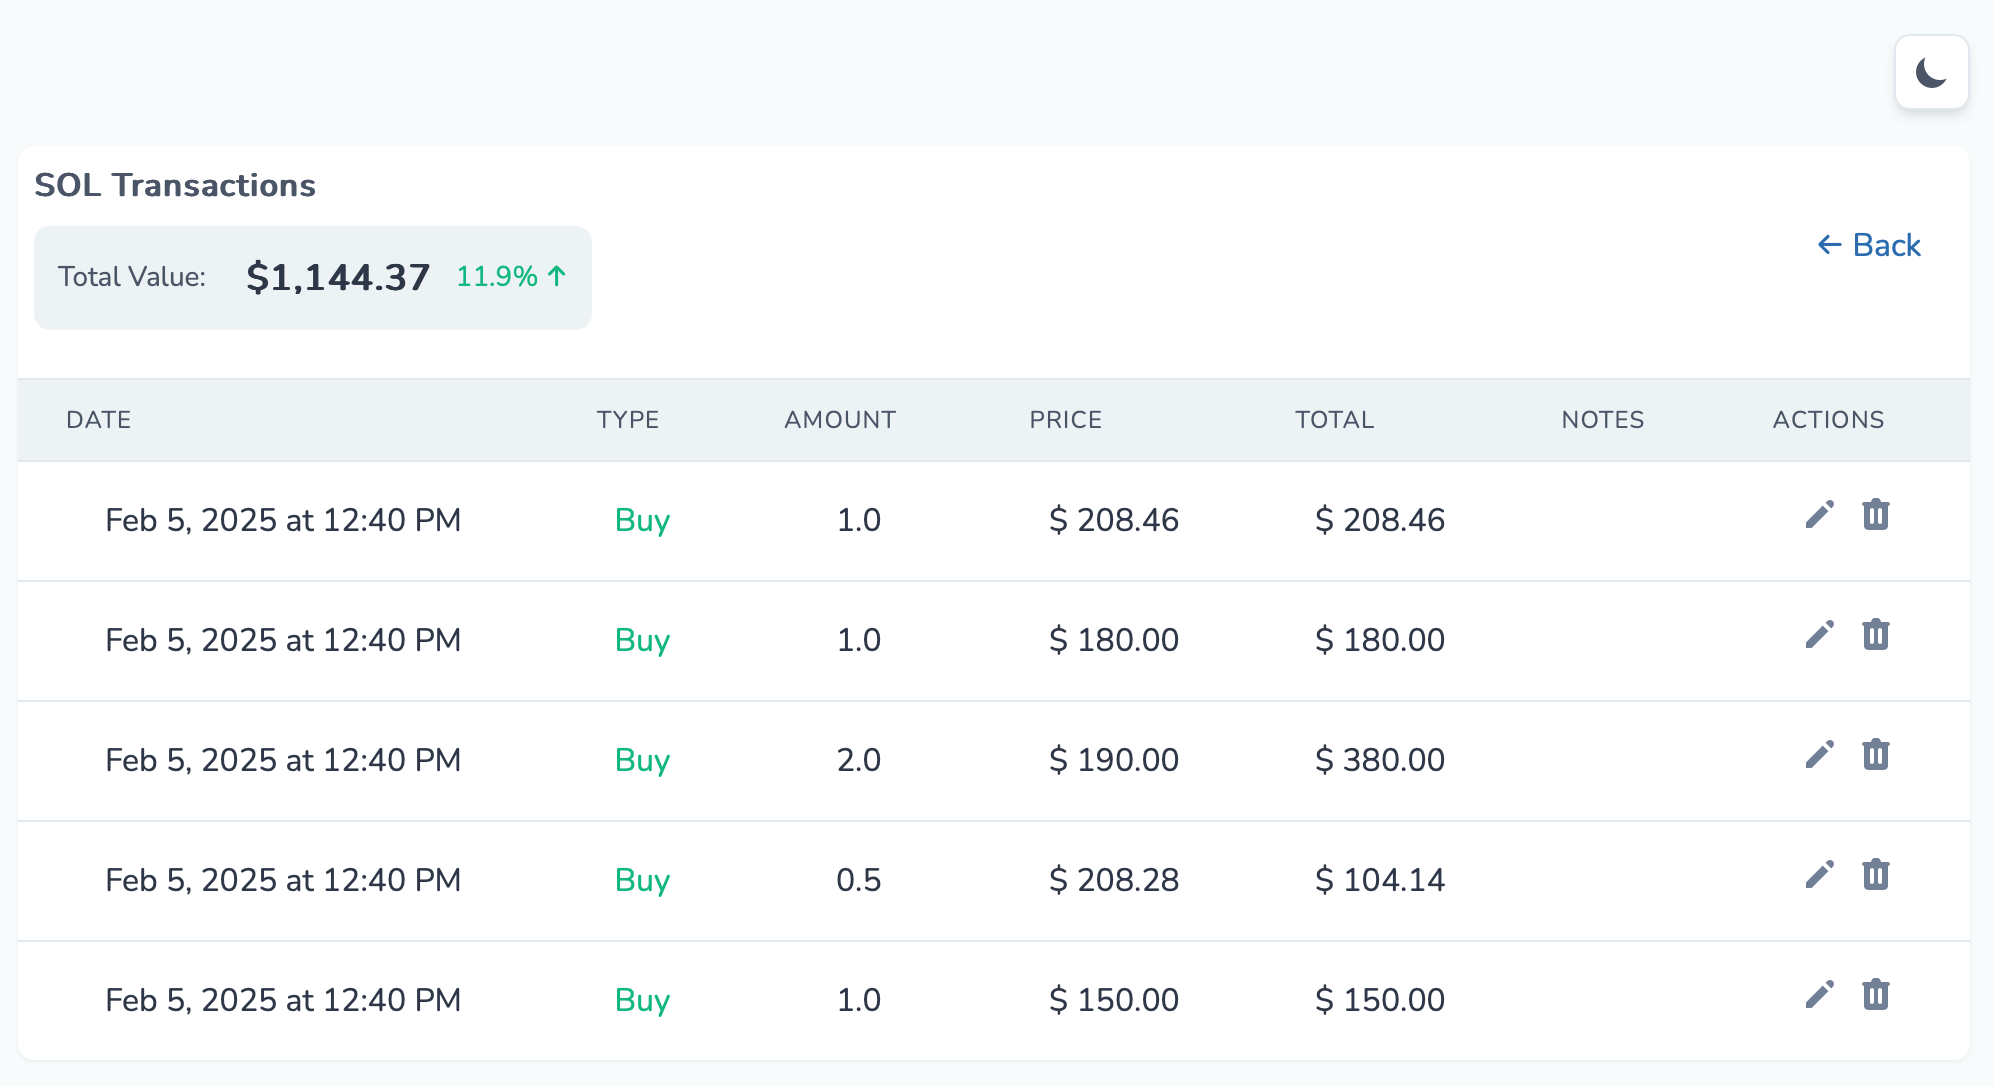 SOL Transactions
Total Value: $1,144.37 11.9% ↑
← Back
DATE TYPE AMOUNT PRICE TOTAL NOTES ACTIONS
Feb 5, 2025 at 12:40 PM Buy 1.0 $ 208.46 $ 208.46
Feb 5, 2025 at 12:40 PM Buy 1.0 $ 180.00 $ 180.00
Feb 5, 2025 at 12:40 PM Buy 2.0 $ 190.00 $ 380.00
Feb 5, 2025 at 12:40 PM Buy 0.5 $ 208.28 $ 104.14
Feb 5, 2025 at 12:40 PM Buy 1.0 $ 150.00 $ 150.00